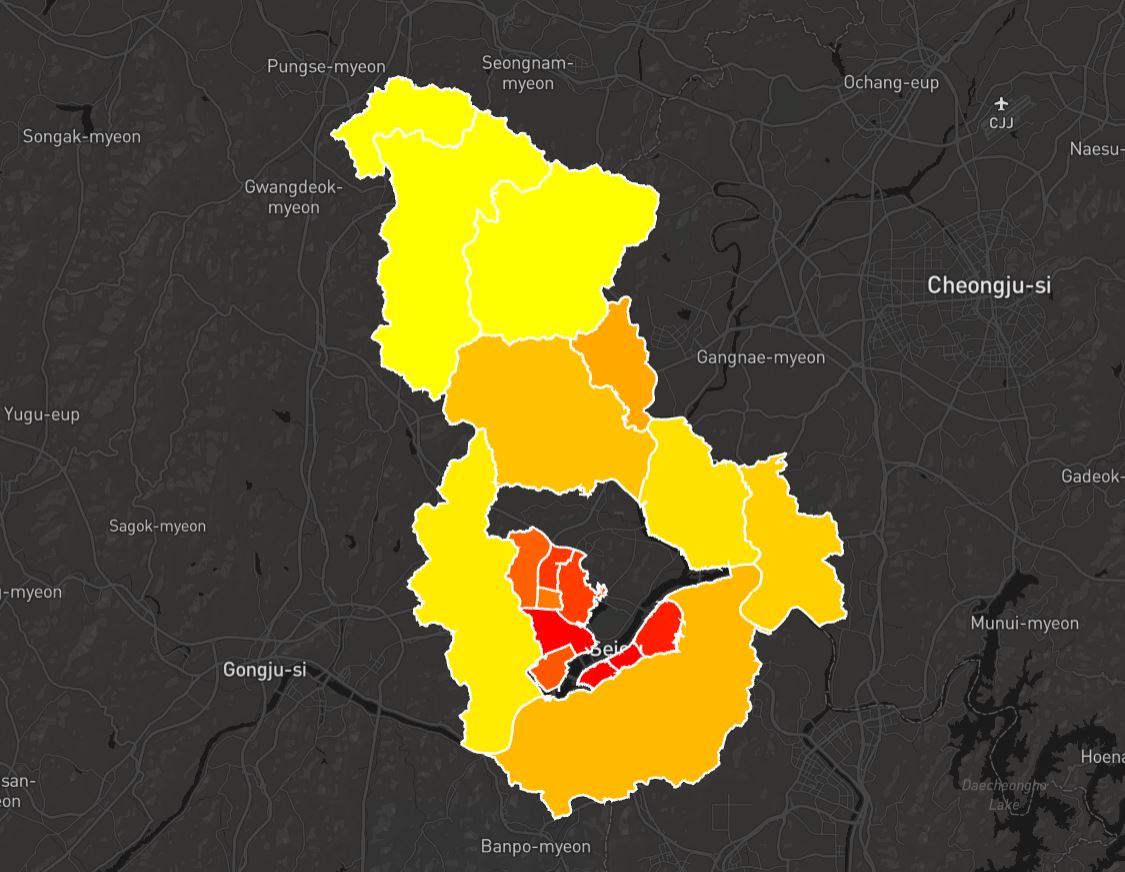 Pungse-myeon
Seongnam-
myeon
Ochang-eup
CJJ
Songak-myeon
Naesu-
Gwangdeok-
myeon
Cheongju-si
Gangnae-myeon
Yugu-eup
Gadeok-
Sagok-myeon
-myeon
Munui-myeon
Gongju-si
Hoena
san-
eon
Daecheongho
Lake
Banpo-myeon